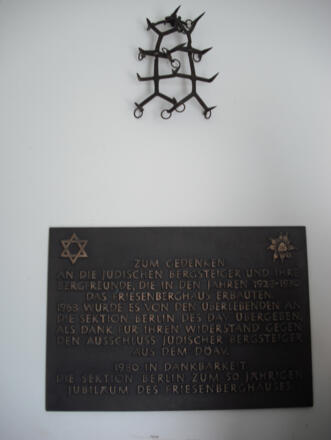 ZUM GEDENKEN
AN DIE JÜDISCHEN BERGSTEIGER UND IHRE
BERGFREUNDE, DIE IN DEN JAHREN 1928-1930
DAS FRIESENBERGHAUS ERBAUTEN.
1968 WURDE ES VON DEN ÜBERLEBENDEN AN
DIE SEKTION BERLIN DES DAV ÜBERGEBEN,
ALS DANK FÜR IHREN WIDERSTAND GEGEN
DEN AUSSCHLUSS JÜDISCHER BERGSTEIGER
AUS DEM DÖAV.
1980 IN DANKBARKEIT
DIE SEKTION BERLIN ZUM 50 JÄHRIGEN
JUBILÄUM DES FRIESENBERGHAUSES.